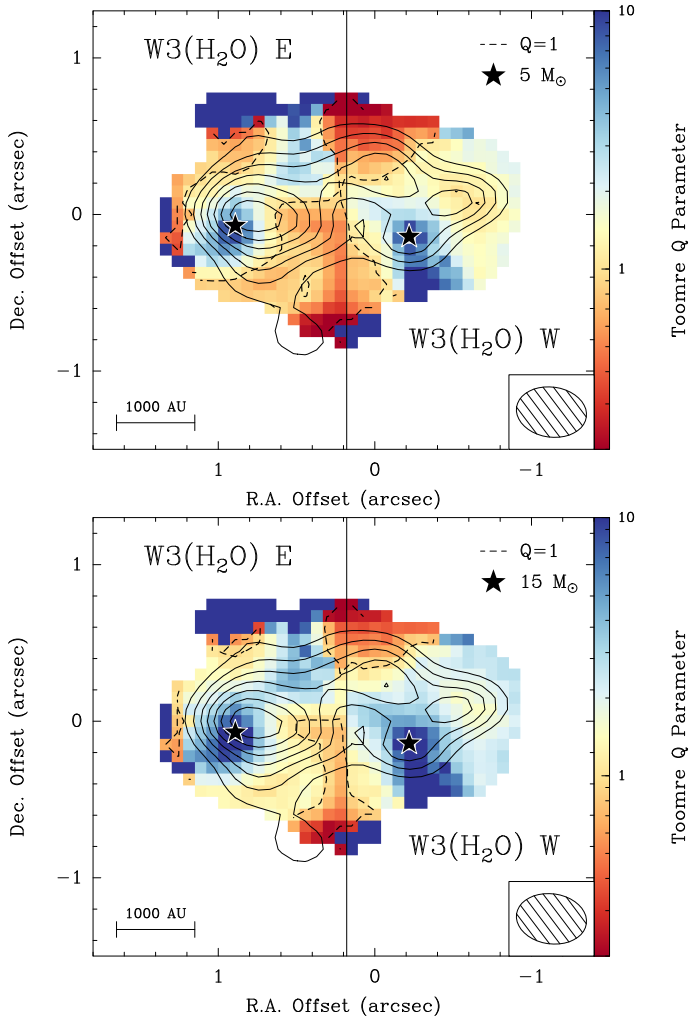 W3(H₂O) E
Q=1
5 M⊙
W3(H₂O) W
1000 AU
1
0
−1
Dec. Offset (arcsec)
1
0
−1
R.A. Offset (arcsec)
10
1
Toomre Q Parameter
W3(H₂O) E
Q=1
15 M⊙
W3(H₂O) W
1000 AU
1
0
−1
Dec. Offset (arcsec)
1
0
−1
R.A. Offset (arcsec)
10
1
Toomre Q Parameter